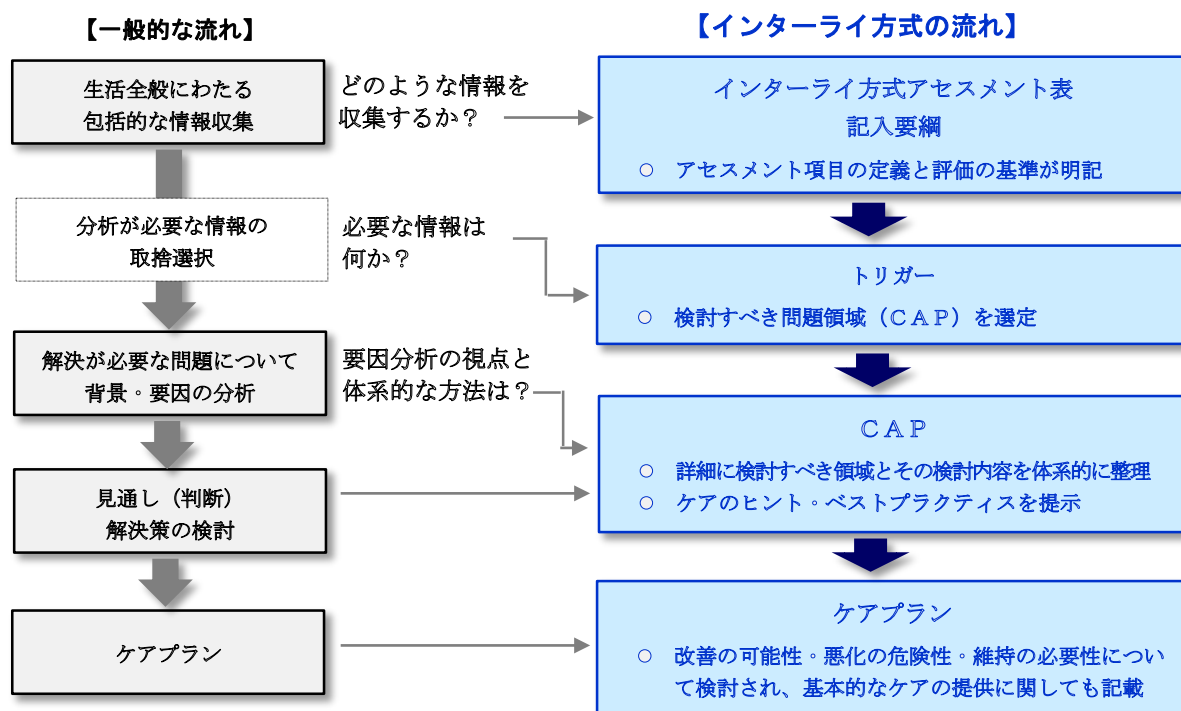 【一般的な流れ】
生活全般にわたる
包括的な情報収集
どのような情報を
収集するか？
分析が必要な情報の
取捨選択
必要な情報は
何か？
解決が必要な問題について
背景・要因の分析
要因分析の視点と
体系的な方法は？
見通し（判断）
解決策の検討
ケアプラン
【インターライ方式の流れ】
インターライ方式アセスメント表
記入要綱
○ アセスメント項目の定義と評価の基準が明記
トリガー
○ 検討すべき問題領域（ＣＡＰ）を選定
ＣＡＰ
○ 詳細に検討すべき領域とその検討内容を体系的に整理
○ ケアのヒント・ベストプラクティスを提示
ケアプラン
○ 改善の可能性・悪化の危険性・維持の必要性につい
て検討され、基本的なケアの提供に関しても記載